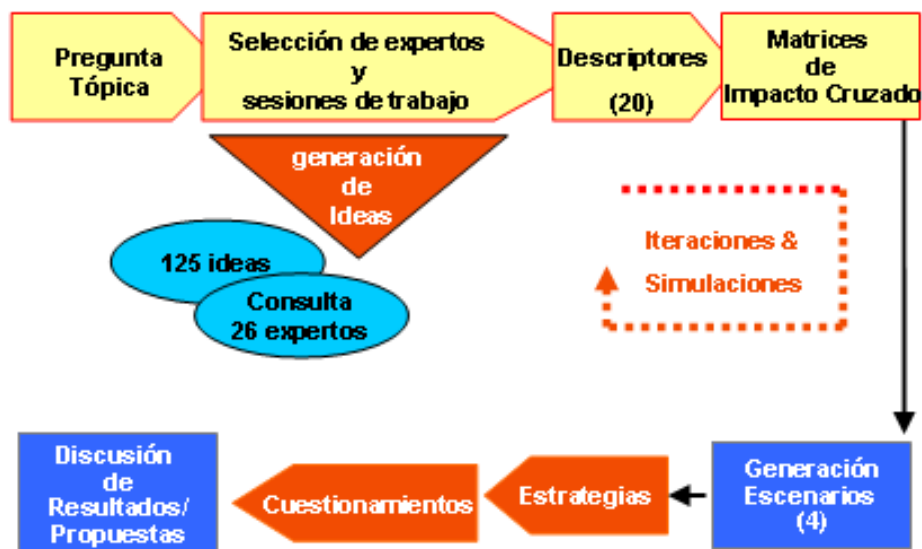 Pregunta
Tópica
Selección de expertos
y
sesiones de trabajo
Descriptores
(20)
Matrices
de
Impacto Cruzado
generación
de
Ideas
125 ideas
Consulta
26 expertos
Iteraciones &
Simulaciones
Discusión
de
Resultados/
Propuestas
Cuestionamientos
Estrategias
Generación
Escenarios
(4)